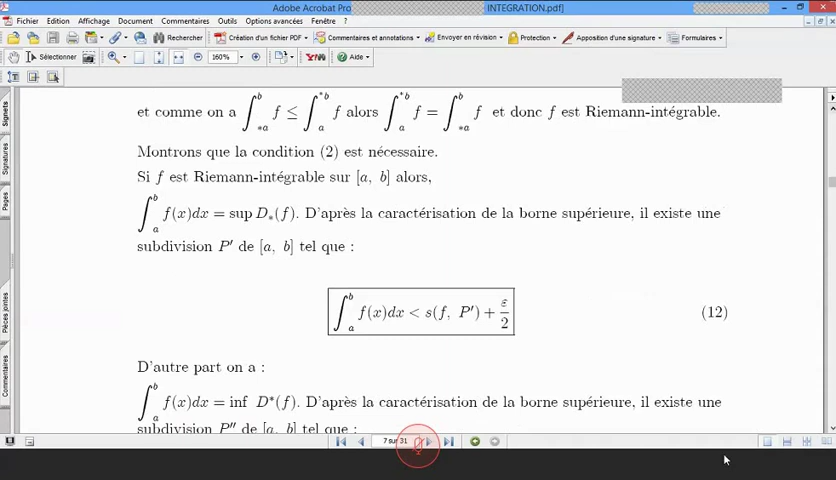 Adobe Acrobat Pro INTEGRATION.pdf]
Fichier Edition Affichage Document Commentaires Outils Options avancées Fenêtre ?
Rechercher Création d'un fichier PDF Commentaires et annotations Envoyer en révision Protection Apposition d'une signature Formulaires
Sélectionner 160% Aide
Signets
Signatures
Pages
Pièces jointes
Commentaires
et comme on a ∫_{*a}^{b} f ≤ ∫_{a}^{*b} f alors ∫_{a}^{*b} f = ∫_{*a}^{b} f et donc f est Riemann-intégrable.
Montrons que la condition (2) est nécessaire.
Si f est Riemann-intégrable sur [a, b] alors,
∫_{a}^{b} f(x)dx = sup D_*(f). D'après la caractérisation de la borne supérieure, il existe une
subdivision P' de [a, b] tel que :
∫_{a}^{b} f(x)dx < s(f, P') + ε/2 (12)
D'autre part on a :
∫_{a}^{b} f(x)dx = inf D*(f). D'après la caractérisation de la borne supérieure, il existe une
subdivision P'' de [a, b] tel que :
7 sur 31